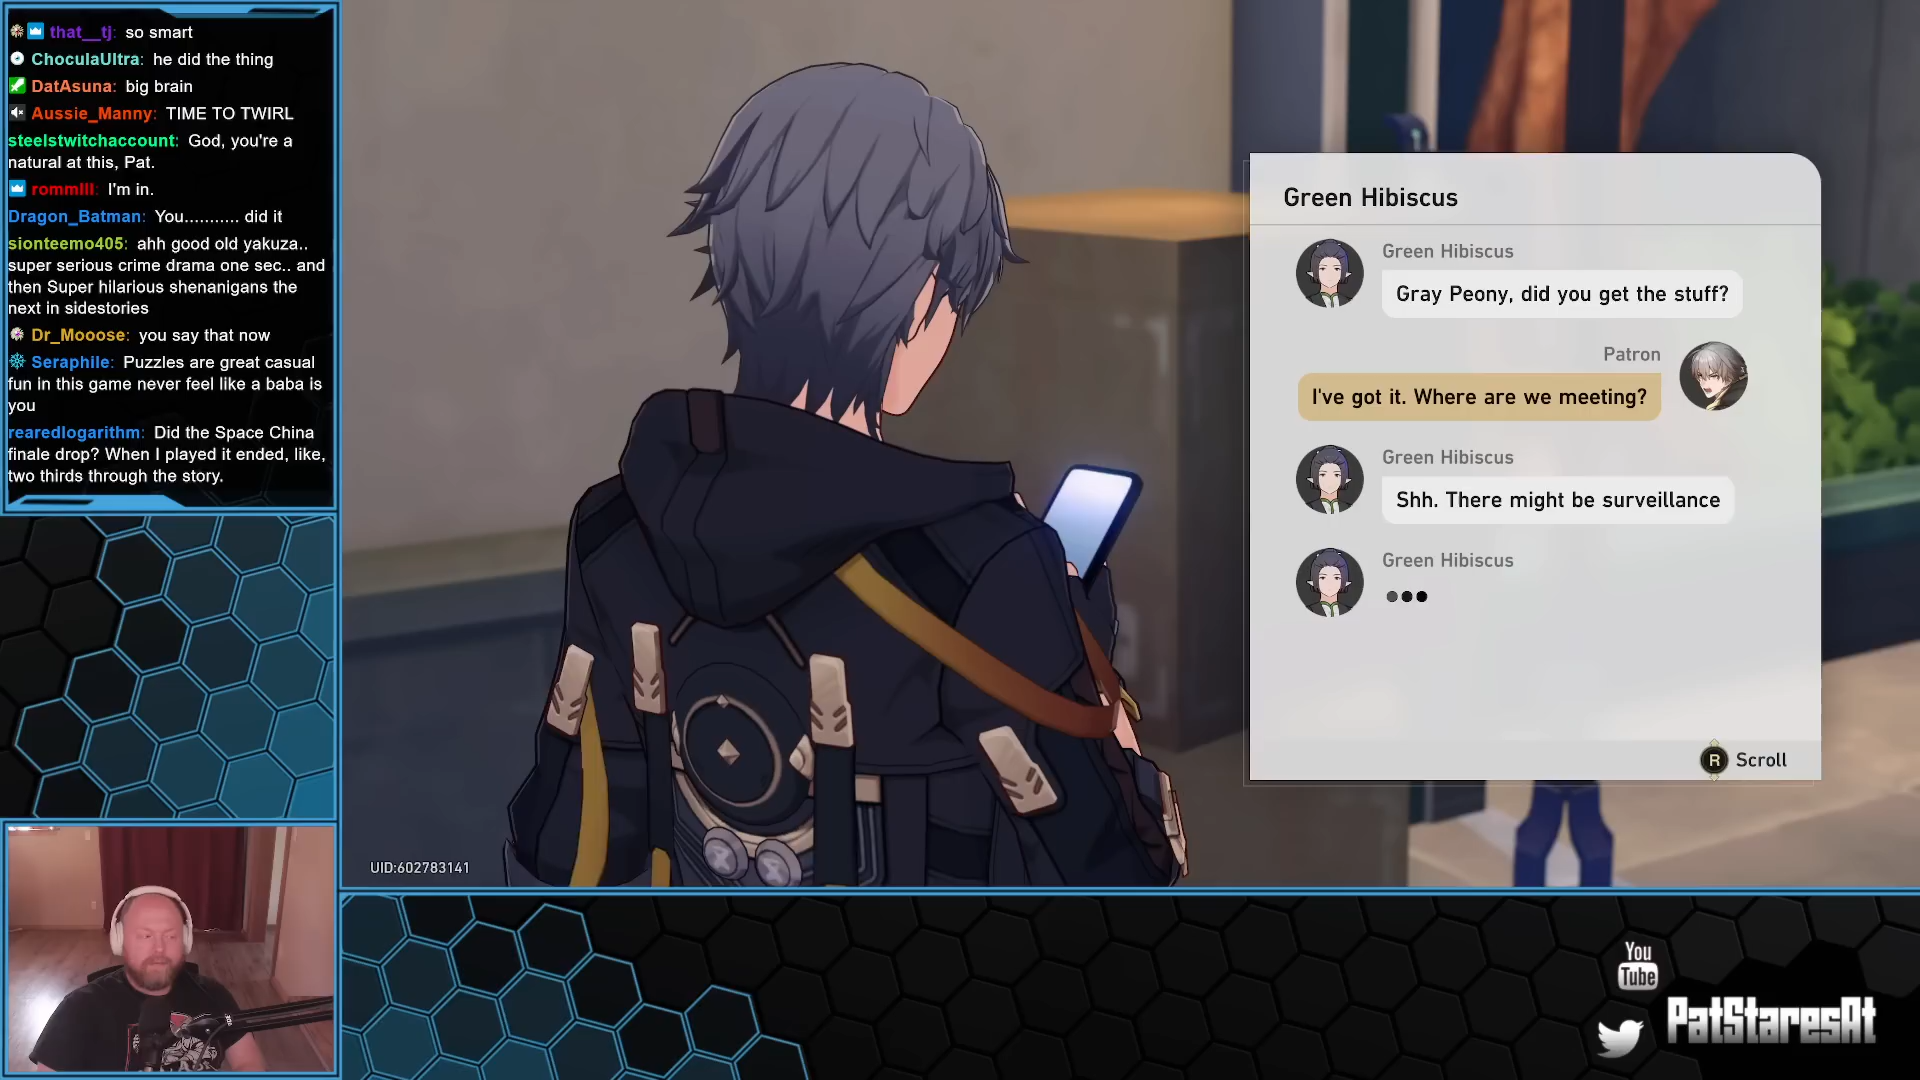 that__tj: so smart
ChoculaUltra: he did the thing
DatAsuna: big brain
Aussie_Manny: TIME TO TWIRL
steelstwitchaccount: God, you're a
natural at this, Pat.
rommlll: I'm in.
Dragon_Batman: You........... did it
sionteemo405: ahh good old yakuza..
super serious crime drama one sec.. and
then Super hilarious shenanigans the
next in sidestories
Dr_Mooose: you say that now
Seraphile: Puzzles are great casual
fun in this game never feel like a baba is
you
rearedlogarithm: Did the Space China
finale drop? When I played it ended, like,
two thirds through the story.
Green Hibiscus
Green Hibiscus
Gray Peony, did you get the stuff?
Patron
I've got it. Where are we meeting?
Green Hibiscus
Shh. There might be surveillance
Green Hibiscus
R Scroll
UID:602783141
You
Tube
PatStaresAt